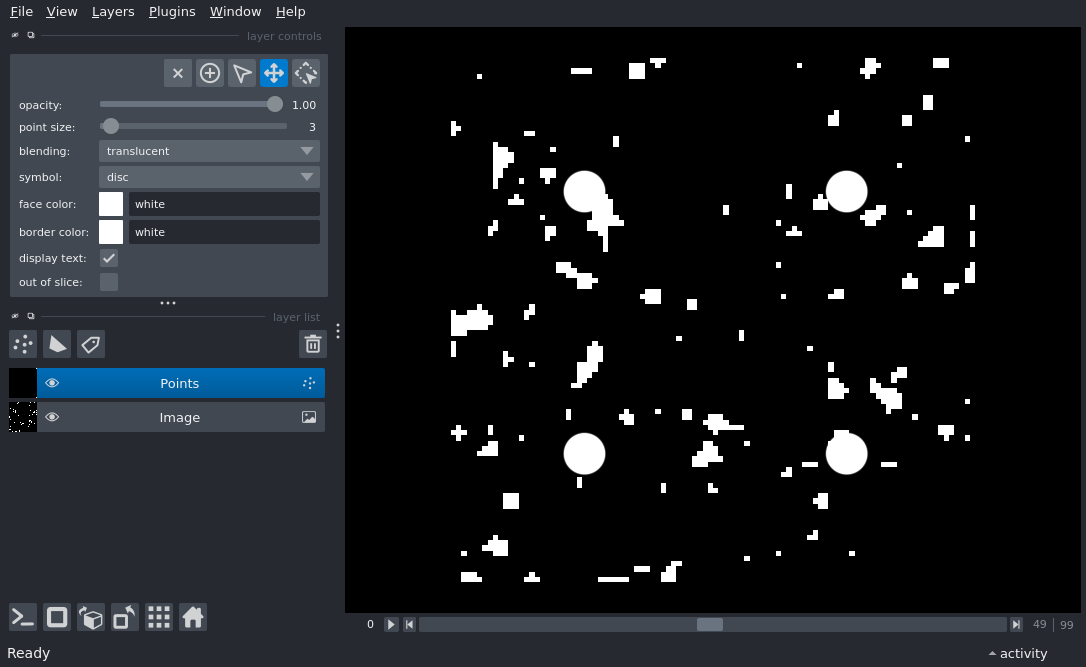 File View Layers Plugins Window Help
layer controls
opacity: 1.00
point size: 3
blending: translucent
symbol: disc
face color: white
border color: white
display text:
out of slice:
layer list
Points
Image
0 49 99
Ready activity